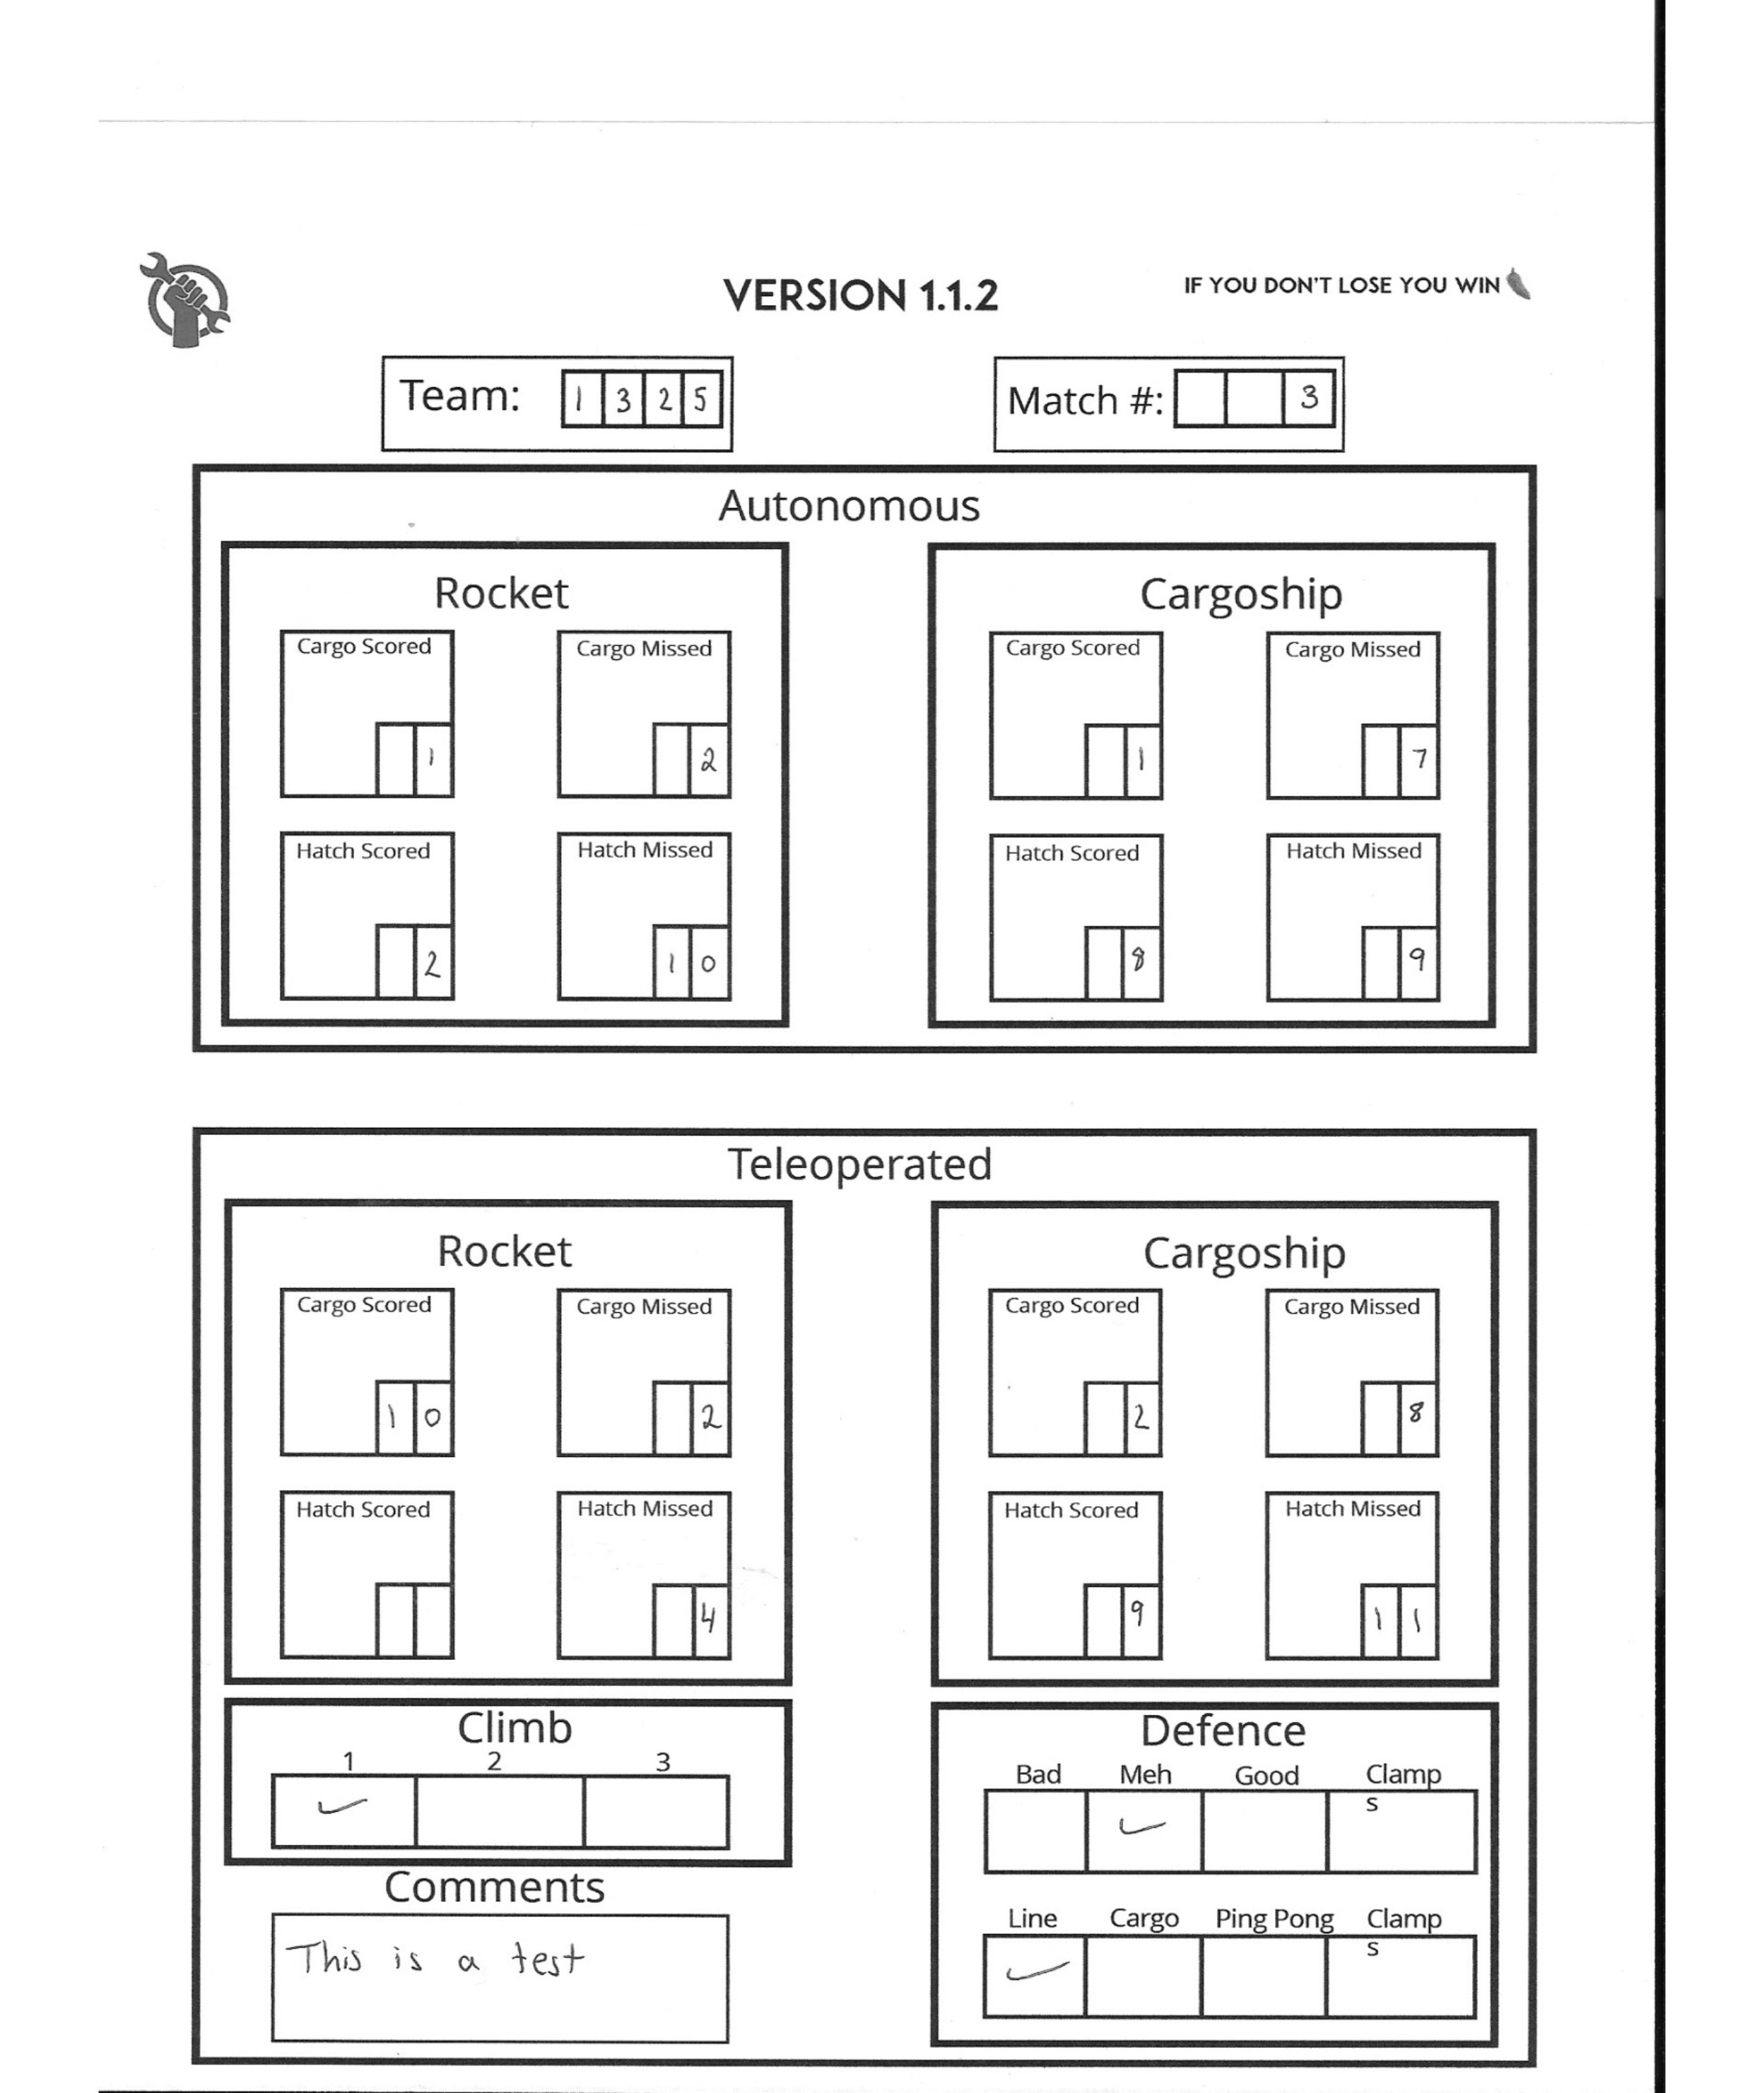 VERSION 1.1.2
IF YOU DON'T LOSE YOU WIN
Team: 1 3 2 5
Match #: 3
Autonomous
Rocket
Cargoship
Cargo Scored
Cargo Missed
Cargo Scored
Cargo Missed
1
2
1
7
Hatch Scored
Hatch Missed
Hatch Scored
Hatch Missed
2
1 0
8
9
Teleoperated
Rocket
Cargoship
Cargo Scored
Cargo Missed
Cargo Scored
Cargo Missed
1 0
2
2
8
Hatch Scored
Hatch Missed
Hatch Scored
Hatch Missed
4
9
1 1
Climb
1 2 3
Comments
This is a test
Defence
Bad Meh Good Clamp
s
Line Cargo Ping Pong Clamp
s